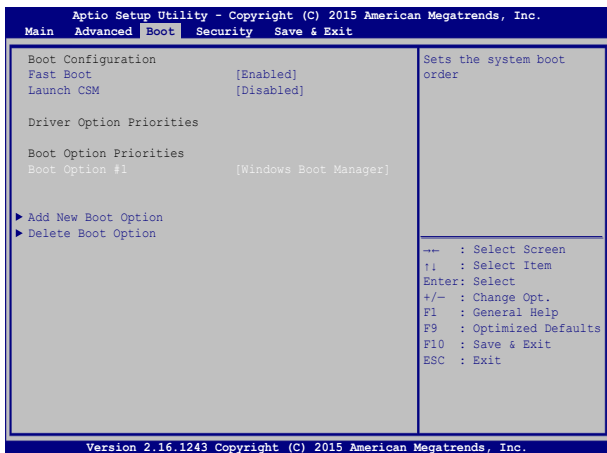 Aptio Setup Utility - Copyright (C) 2015 American Megatrends, Inc.
Main Advanced Boot Security Save & Exit
Boot Configuration
Fast Boot [Enabled]
Launch CSM [Disabled]
Driver Option Priorities
Boot Option Priorities
Boot Option #1 [Windows Boot Manager]
► Add New Boot Option
► Delete Boot Option
Sets the system boot
order
→← : Select Screen
↑↓ : Select Item
Enter: Select
+/— : Change Opt.
F1 : General Help
F9 : Optimized Defaults
F10 : Save & Exit
ESC : Exit
Version 2.16.1243 Copyright (C) 2015 American Megatrends, Inc.